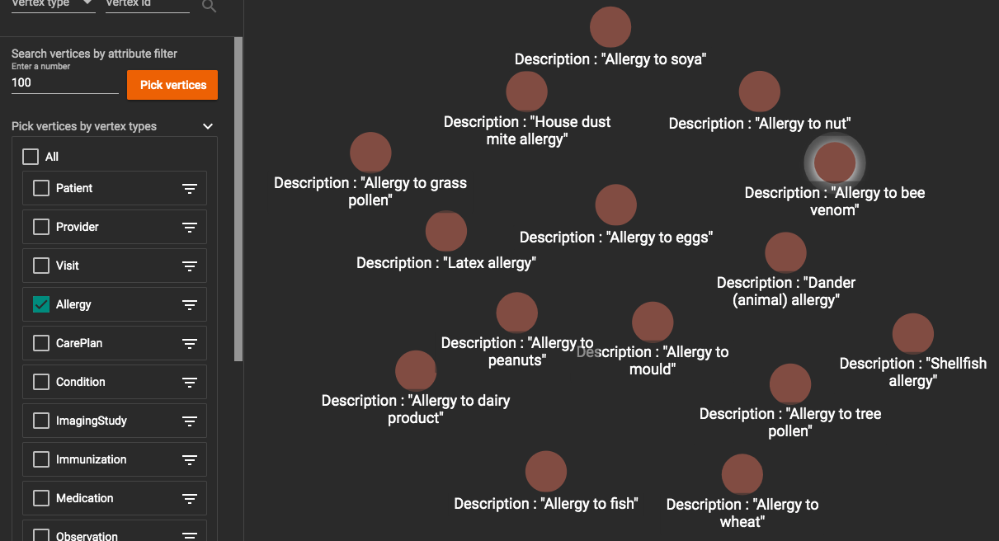 Vertex type
Vertex id
Search vertices by attribute filter
Enter a number
100
Pick vertices
Pick vertices by vertex types
All
Patient
Provider
Visit
Allergy
CarePlan
Condition
ImagingStudy
Immunization
Medication
Observation
Description : "Allergy to soya"
Description : "House dust
mite allergy"
Description : "Allergy to nut"
Description : "Allergy to grass
pollen"
Description : "Allergy to bee
venom"
Description : "Allergy to eggs"
Description : "Latex allergy"
Description : "Dander
(animal) allergy"
Description : "Allergy to
peanuts"
Description : "Allergy to
mould"
Description : "Shellfish
allergy"
Description : "Allergy to dairy
product"
Description : "Allergy to tree
pollen"
Description : "Allergy to fish"
Description : "Allergy to
wheat"